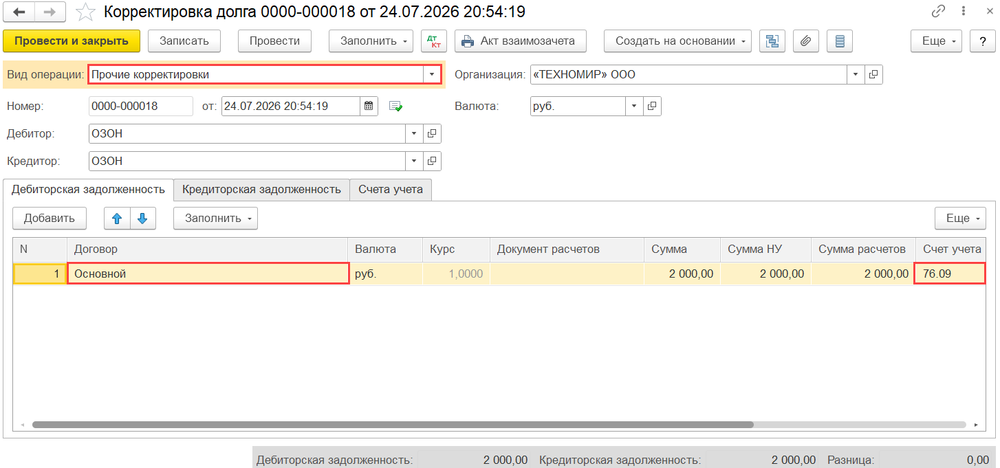 Корректировка долга 0000-000018 от 24.07.2026 20:54:19
Провести и закрыть Записать Провести Заполнить Дт Кт Акт взаимозачета Создать на основании Еще ?
Вид операции: Прочие корректировки Организация: «ТЕХНОМИР» ООО
Номер: 0000-000018 от: 24.07.2026 20:54:19 Валюта: руб.
Дебитор: ОЗОН
Кредитор: ОЗОН
Дебиторская задолженность Кредиторская задолженность Счета учета
Добавить Заполнить Еще
N Договор Валюта Курс Документ расчетов Сумма Сумма НУ Сумма расчетов Счет учета
1 Основной руб. 1,0000 2 000,00 2 000,00 2 000,00 76.09
Дебиторская задолженность: 2 000,00 Кредиторская задолженность: 2 000,00 Разница: 0,00